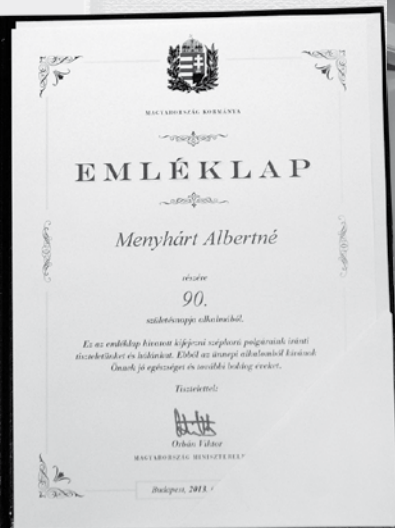 MAGYARORSZÁG KORMÁNYA
EMLÉKLAP
Menyhárt Albertné
részére
90.
születésnapja alkalmából.
Ez az emléklap hivatott kifejezni szépkorú polgáraink iránti
tiszteletünket és hálánkat. Ebből az ünnepi alkalomból kívánok
Önnek jó egészséget és további boldog éveket.
Tisztelettel:
Orbán Viktor
MAGYARORSZÁG MINISZTEREL
Budapest, 2013.